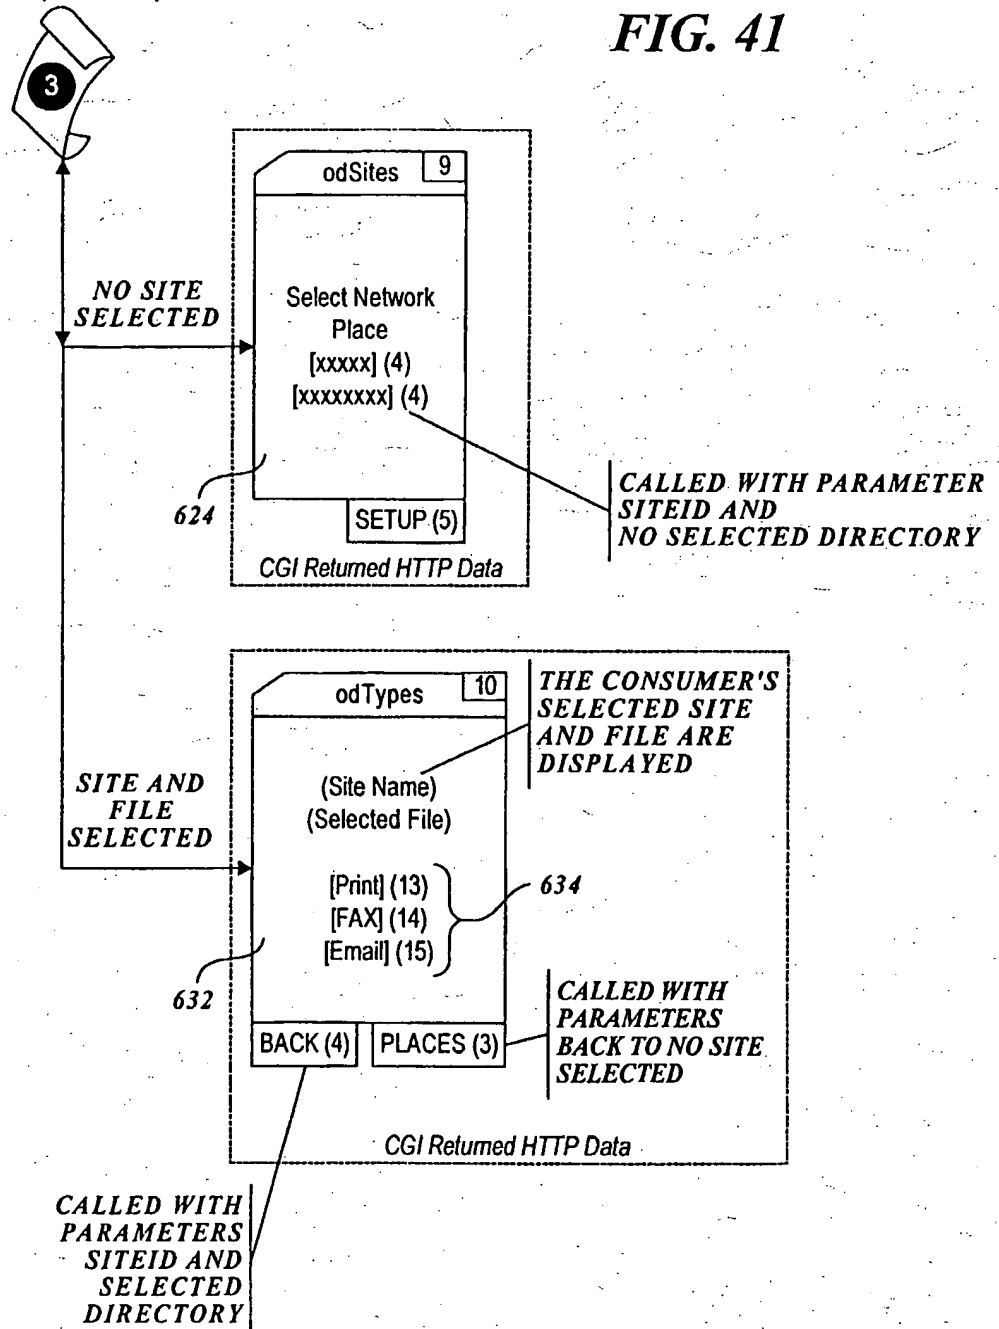 FIG. 41
3
odSites
9
NO SITE
SELECTED
Select Network
Place
[xxxxx] (4)
[xxxxxxxx] (4)
624
SETUP (5)
CGI Returned HTTP Data
CALLED WITH PARAMETER
SITEID AND
NO SELECTED DIRECTORY
odTypes
10
THE CONSUMER'S
SELECTED SITE
AND FILE ARE
DISPLAYED
SITE AND
FILE
SELECTED
(Site Name)
(Selected File)
[Print] (13)
[FAX] (14)
[Email] (15)
634
632
BACK (4)
PLACES (3)
CALLED WITH
PARAMETERS
BACK TO NO SITE
SELECTED
CGI Returned HTTP Data
CALLED WITH
PARAMETERS
SITEID AND
SELECTED
DIRECTORY